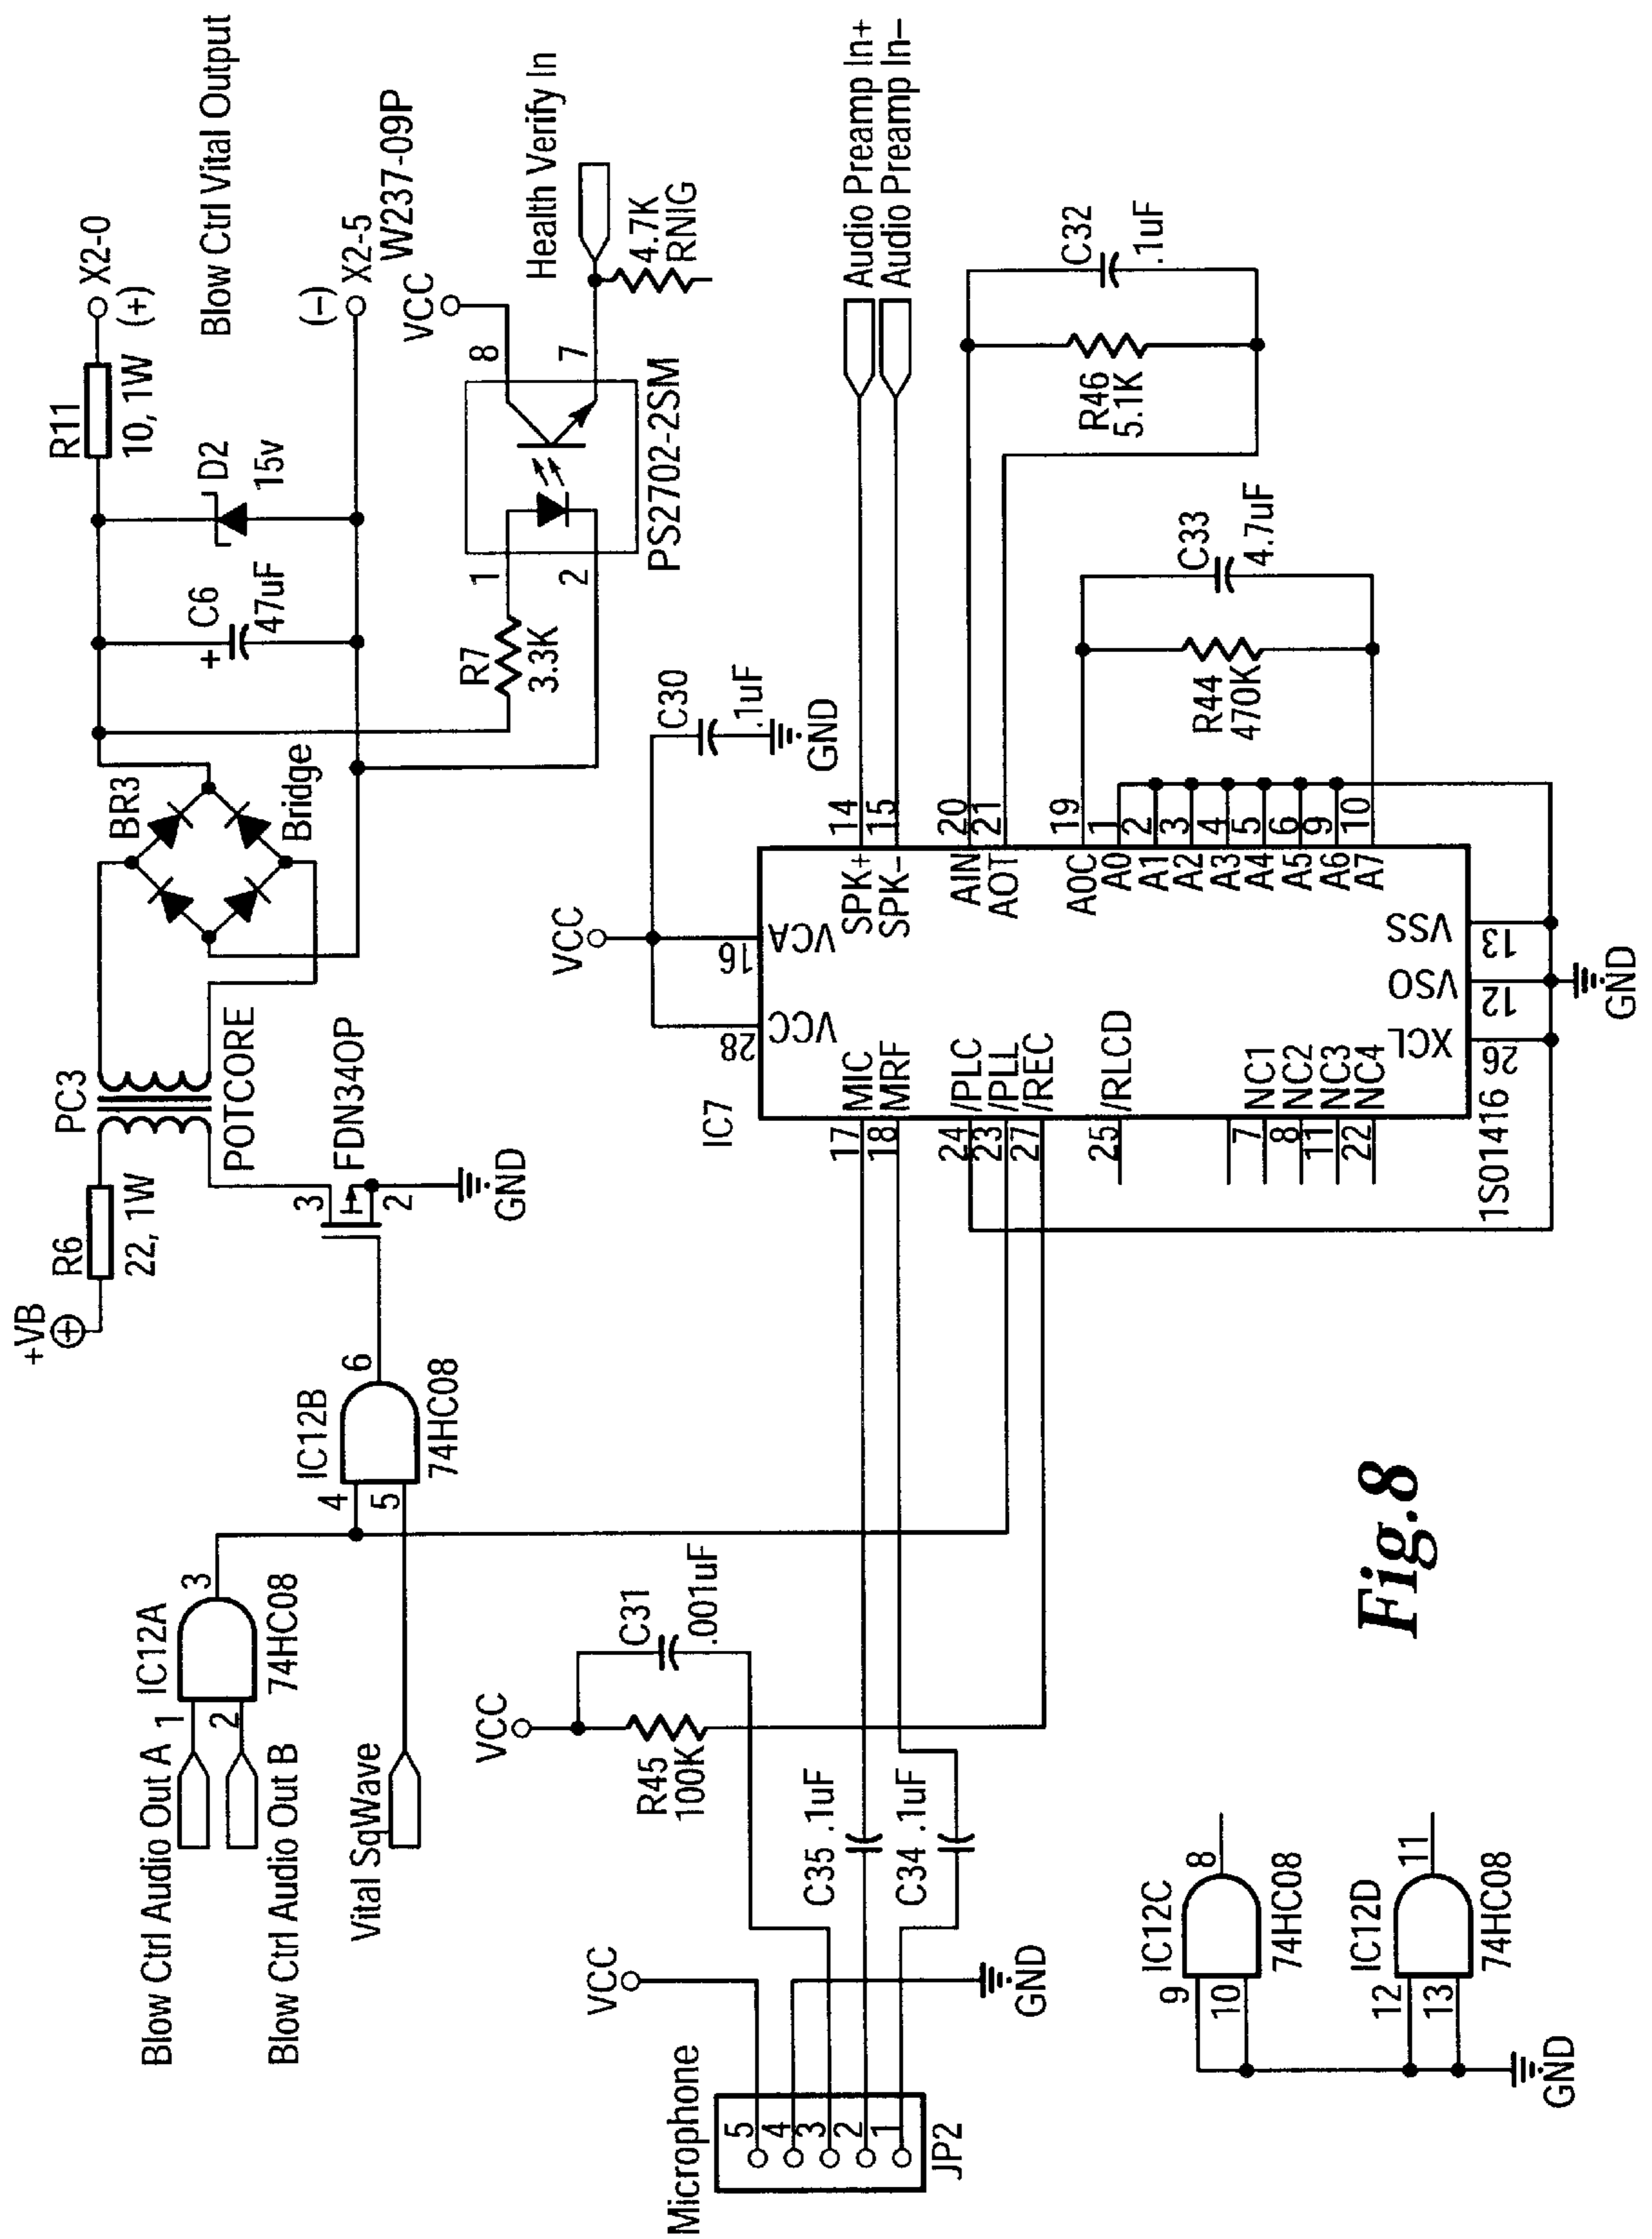 Blow Ctrl Audio Out A
Blow Ctrl Audio Out B
Vital SqWave
1
2
IC12A
3
74HC08
4
5
IC12B
6
74HC08
+VB
R6
22, 1W
PC3
POTCORE
3
2
FDN34OP
GND
BR3
Bridge
C6
+
47uF
D2
15v
R11
10, 1W
X2-0
(+)
Blow Ctrl Vital Output
(−)
X2-5
W237-09P
R7
3.3K
1
2
VCC
8
7
PS2702-2SM
Health Verify In
4.7K
RNIG
Microphone
5
4
3
2
1
JP2
VCC
GND
VCC
R45
100K
C31
.001uF
C35 .1uF
C34 .1uF
IC7
VCC
C30
.1uF
GND
28
VCC
16
VCA
17
MIC
18
MRF
24
/PLC
23
/PLL
27
/REC
25
/RLCD
7
NC1
8
NC2
11
NC3
22
NC4
SPK+
14
SPK−
15
AIN
20
AOT
21
AOC
19
A0
1
A1
2
A2
3
A3
4
A4
5
A5
6
A6
9
A7
10
XCL
26
VSO
12
VSS
13
1SO1416
GND
Audio Preamp In+
Audio Preamp In−
R46
5.1K
C32
.1uF
R44
470K
C33
4.7uF
9
10
IC12C
8
74HC08
12
13
IC12D
11
74HC08
GND
Fig.8